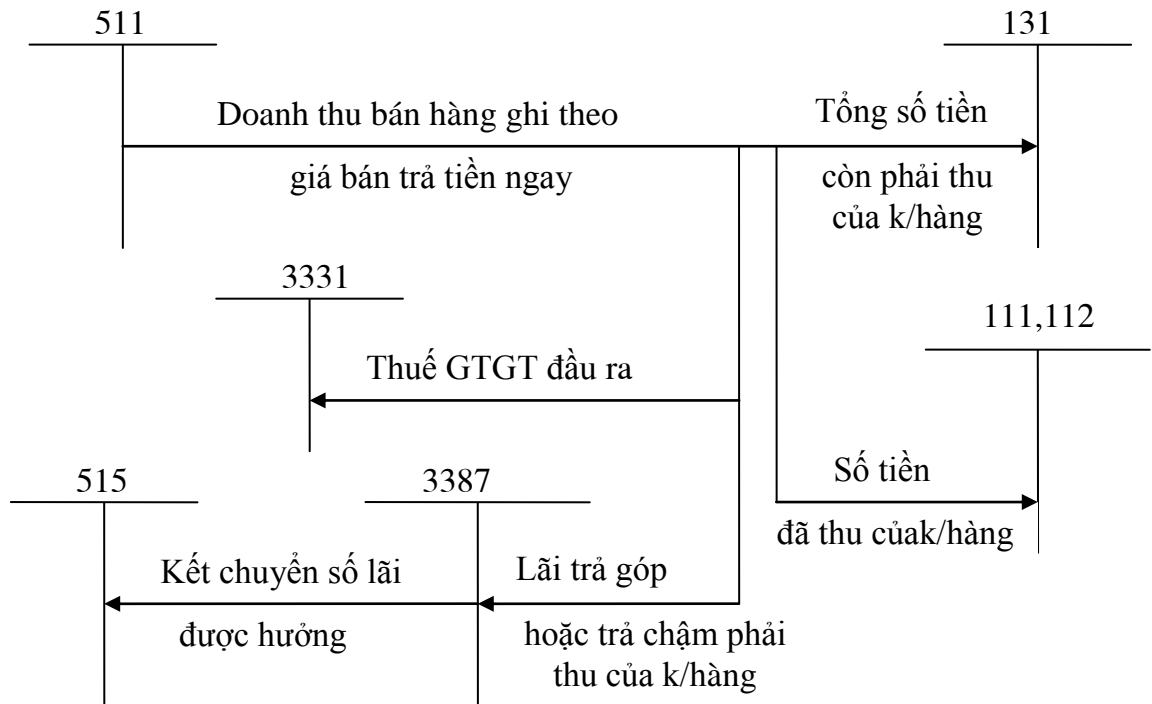 511
131
Doanh thu bán hàng ghi theo
giá bán trả tiền ngay
Tổng số tiền
còn phải thu
của k/hàng
3331
111,112
Thuế GTGT đầu ra
515
3387
Số tiền
đã thu củak/hàng
Kết chuyển số lãi
được hưởng
Lãi trả góp
hoặc trả chậm phải
thu của k/hàng